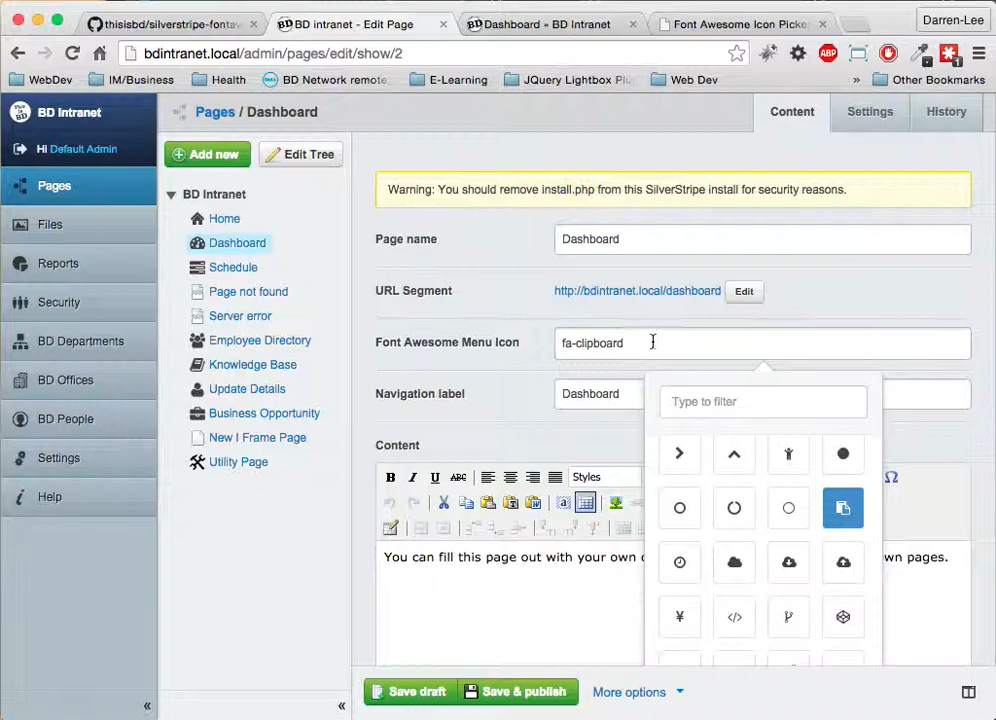 thisisbd/silverstripe-fontaw
BD intranet - Edit Page
Dashboard « BD Intranet
Font Awesome Icon Picke
Darren-Lee
bdintranet.local/admin/pages/edit/show/2
ABP
1
WebDev
IM/Business
Health
BD Network remote
E-Learning
JQuery Lightbox Plu
Web Dev
»
Other Bookmarks
BD Intranet
Pages / Dashboard
Content
Settings
History
Hi Default Admin
Add new
Edit Tree
Pages
Files
Reports
Security
BD Departments
BD Offices
BD People
Settings
Help
BD Intranet
Home
Dashboard
Schedule
Page not found
Server error
Employee Directory
Knowledge Base
Update Details
Business Opportunity
New I Frame Page
Utility Page
Warning: You should remove install.php from this SilverStripe install for security reasons.
Page name
Dashboard
URL Segment
http://bdintranet.local/dashboard
Edit
Font Awesome Menu Icon
fa-clipboard
Navigation label
Dashboard
Type to filter
Content
B I U ABC
Styles
Ω
You can fill this page out with your own c
wn pages.
¥
</>
Save draft
Save & publish
More options
«
«